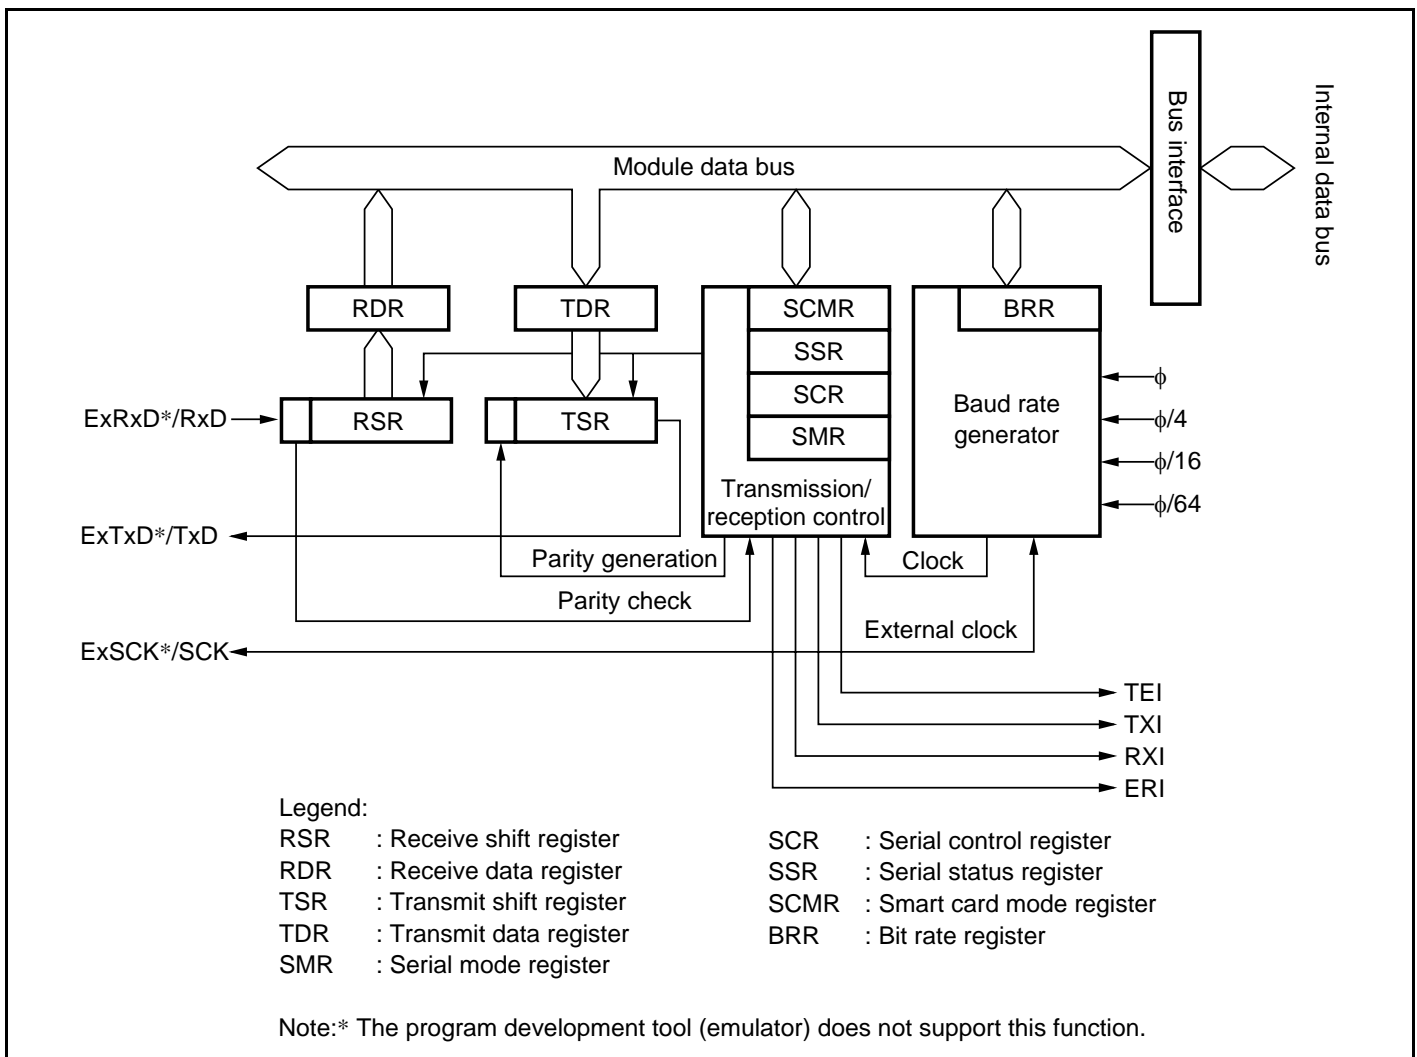 Bus interface
Internal data bus
Module data bus
RDR
TDR
SCMR
BRR
SSR
SCR
SMR
RSR
TSR
Baud rate
generator
ϕ
ϕ/4
ϕ/16
ϕ/64
ExRxD*/RxD
Transmission/
reception control
ExTxD*/TxD
Parity generation
Clock
Parity check
External clock
ExSCK*/SCK
TEI
TXI
RXI
ERI
Legend:
RSR : Receive shift register
RDR : Receive data register
TSR : Transmit shift register
TDR : Transmit data register
SMR : Serial mode register
SCR : Serial control register
SSR : Serial status register
SCMR : Smart card mode register
BRR : Bit rate register
Note:* The program development tool (emulator) does not support this function.